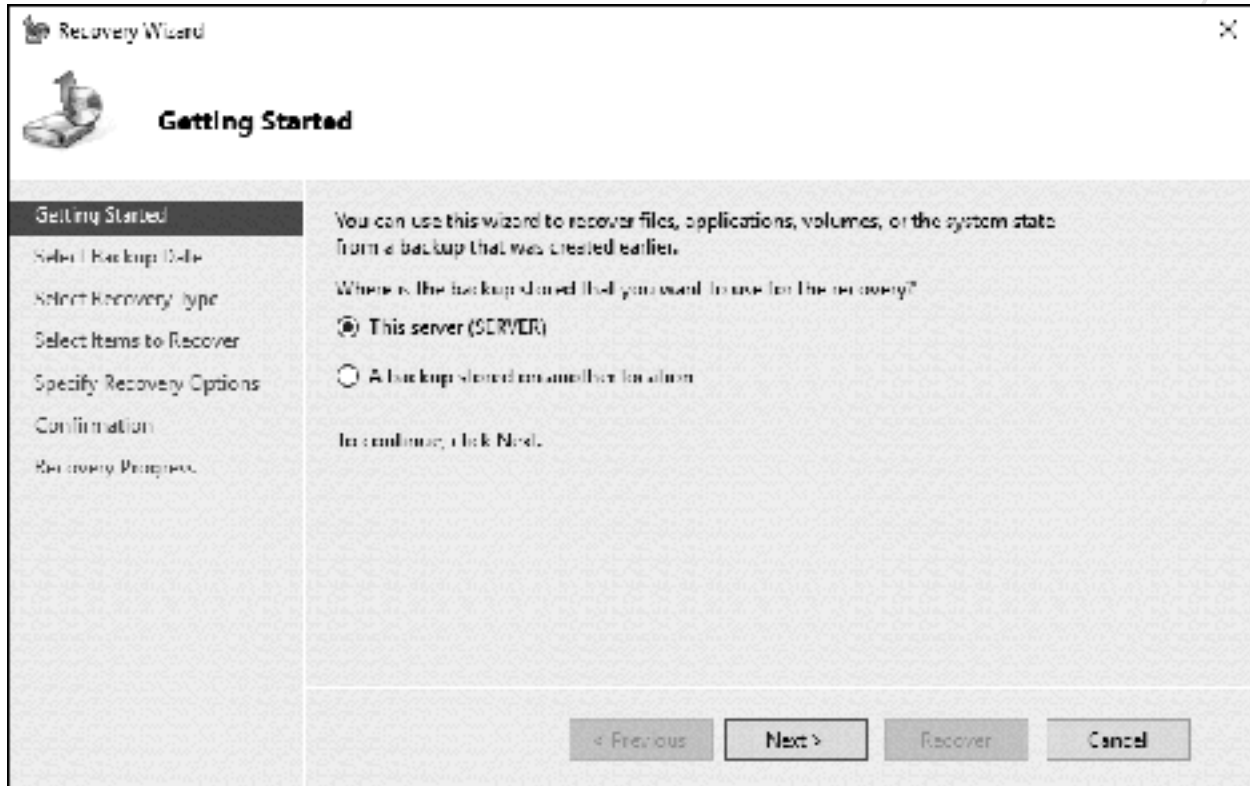 Recovery Wizard
Getting Started
Getting Started
Select Backup Date
Select Recovery Type
Select Items to Recover
Specify Recovery Options
Confirmation
Recovery Progress
You can use this wizard to recover files, applications, volumes, or the system state
from a backup that was created earlier.
Where is the backup stored that you want to use for the recovery?
This server (SERVER)
A backup stored on another location
To continue, click Next.
< Previous
Next >
Recover
Cancel